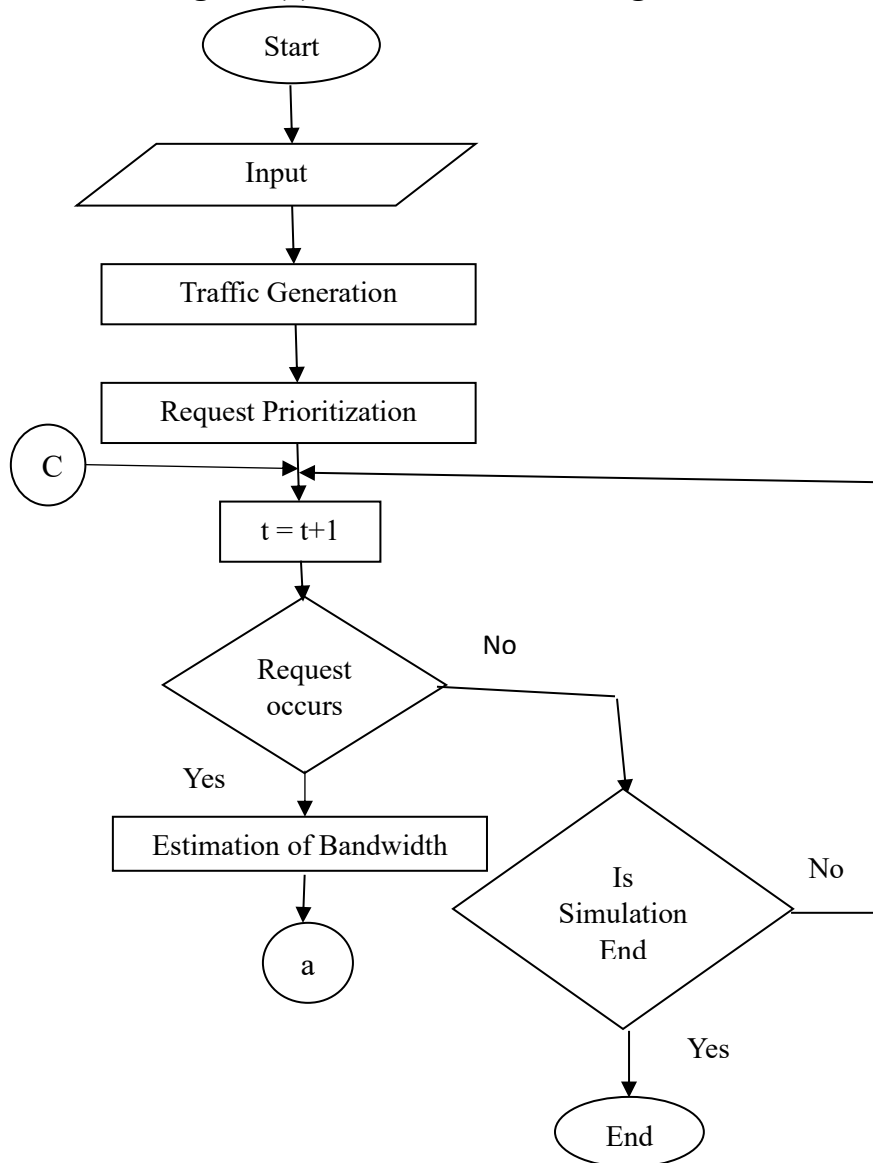 Start
Input
Traffic Generation
Request Prioritization
C
t = t+1
No
Request
occurs
Yes
Estimation of Bandwidth
Is
Simulation
End
No
a
Yes
End